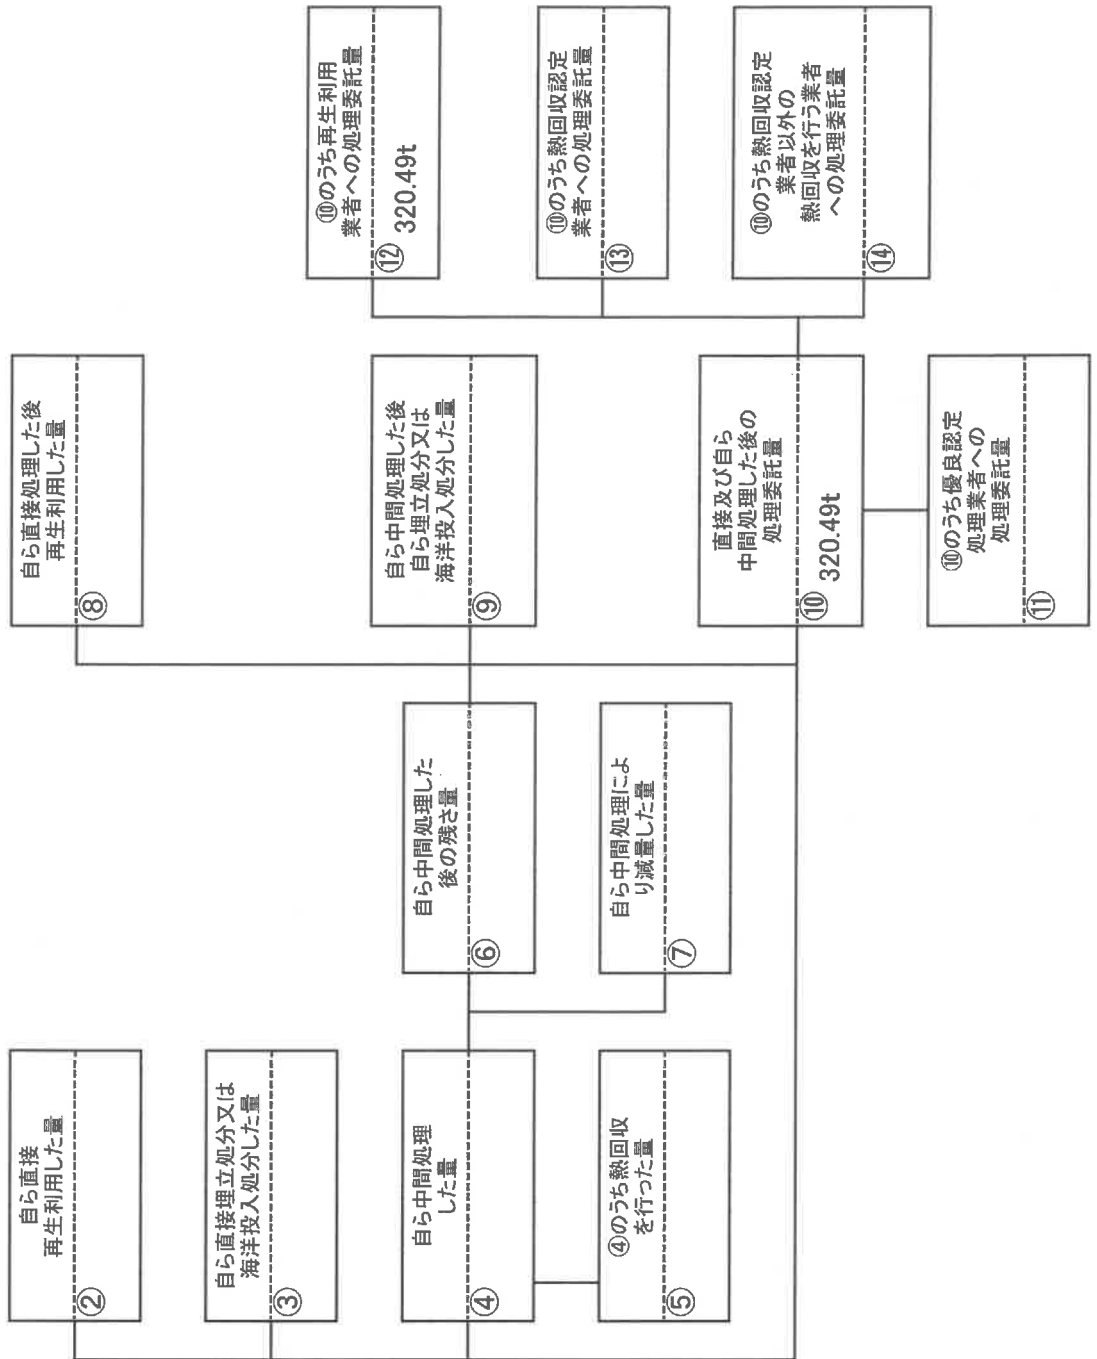 自ら直接
再生利用した量
②
自ら直接埋立処分又は
海洋投入処分した量
③
自ら中間処理
した量
④
④のうち熱回収
を行った量
⑤
自ら中間処理した
後の残さ量
⑥
自ら中間処理によ
り減量した量
⑦
自ら直接処理した後
再生利用した量
⑧
自ら中間処理した後
自ら埋立処分又は
海洋投入処分した量
⑨
直接及び自ら
中間処理した後の
処理委託量
⑩ 320.49t
⑩のうち優良認定
処理業者への
処理委託量
⑪
⑩のうち再生利用
業者への処理委託量
⑫ 320.49t
⑩のうち熱回収認定
業者への処理委託量
⑬
⑩のうち熱回収認定
業者以外の
熱回収を行う業者
への処理委託量
⑭